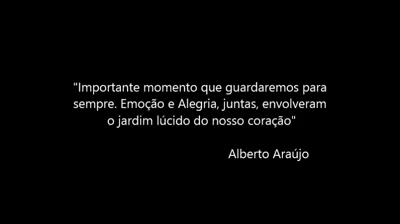 "Importante momento que guardaremos para
sempre. Emoção e Alegria, juntas, envolveram
o jardim lúcido do nosso coração"
Alberto Araújo